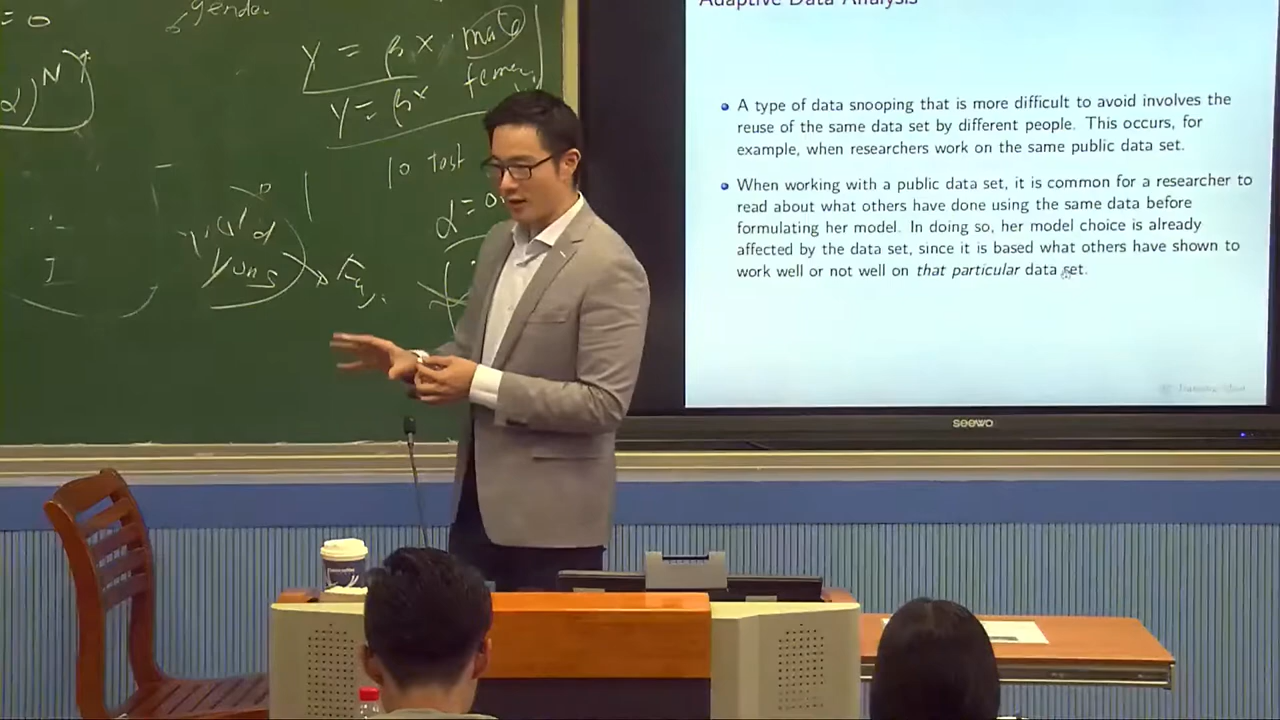 = 0
gender
Y = βx male
Y = βx female
)^N
10 test
α = 0
I
Adaptive Data Analysis
A type of data snooping that is more difficult to avoid involves the
reuse of the same data set by different people. This occurs, for
example, when researchers work on the same public data set.
When working with a public data set, it is common for a researcher to
read about what others have done using the same data before
formulating her model. In doing so, her model choice is already
affected by the data set, since it is based what others have shown to
work well or not well on that particular data set.
seewo